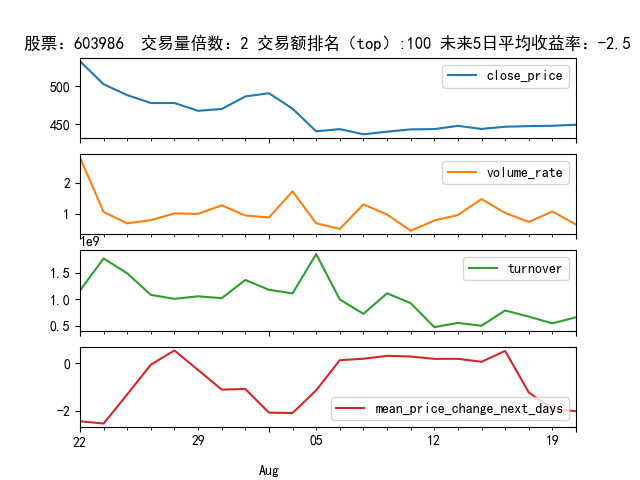 股票：603986 交易量倍数：2 交易额排名（top）:100 未来5日平均收益率：-2.5
500
450
close_price
2
1
volume_rate
1e9
1.5
1.0
0.5
turnover
0
-2
mean_price_change_next_days
22 29 05 12 19
Aug